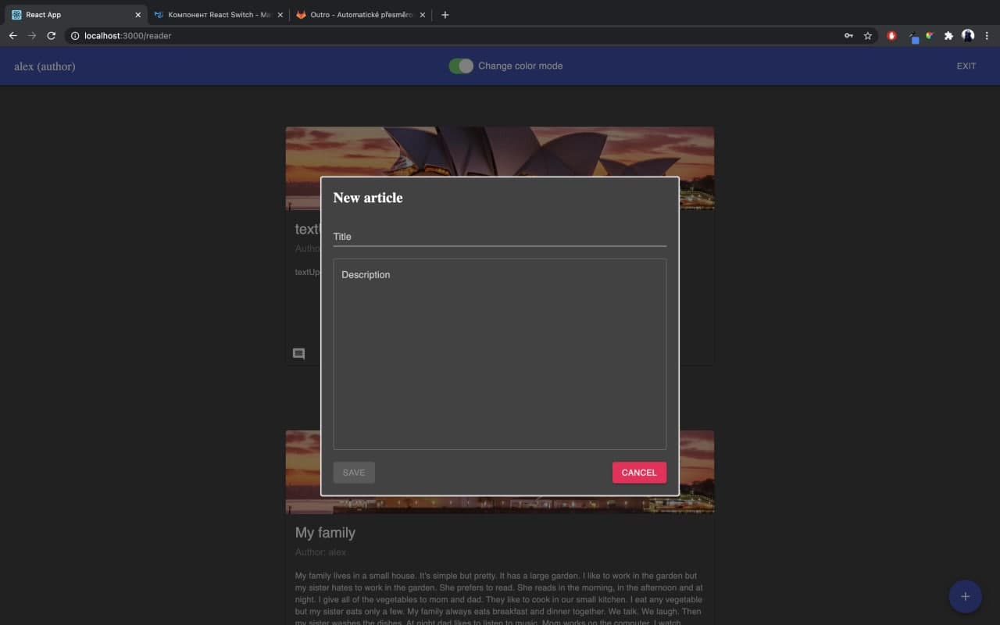 React App
Компонент React Switch - Ma
Outro - Automatické přesměro
localhost:3000/reader
alex (author)
Change color mode
EXIT
New article
textU
Title
Autho
textUp
Description
SAVE
CANCEL
My family
Author: alex
My family lives in a small house. It's simple but pretty. It has a large garden. I like to work in the garden but
my sister hates to work in the garden. She prefers to read. She reads in the morning, in the afternoon and at
night. I give all of the vegetables to mom and dad. They like to cook in our small kitchen. I eat any vegetable
but my sister eats only a few. My family always eats breakfast and dinner together. We talk. We laugh. Then
my sister washes the dishes. At night dad likes to listen to music. Mom works on the computer. I watch